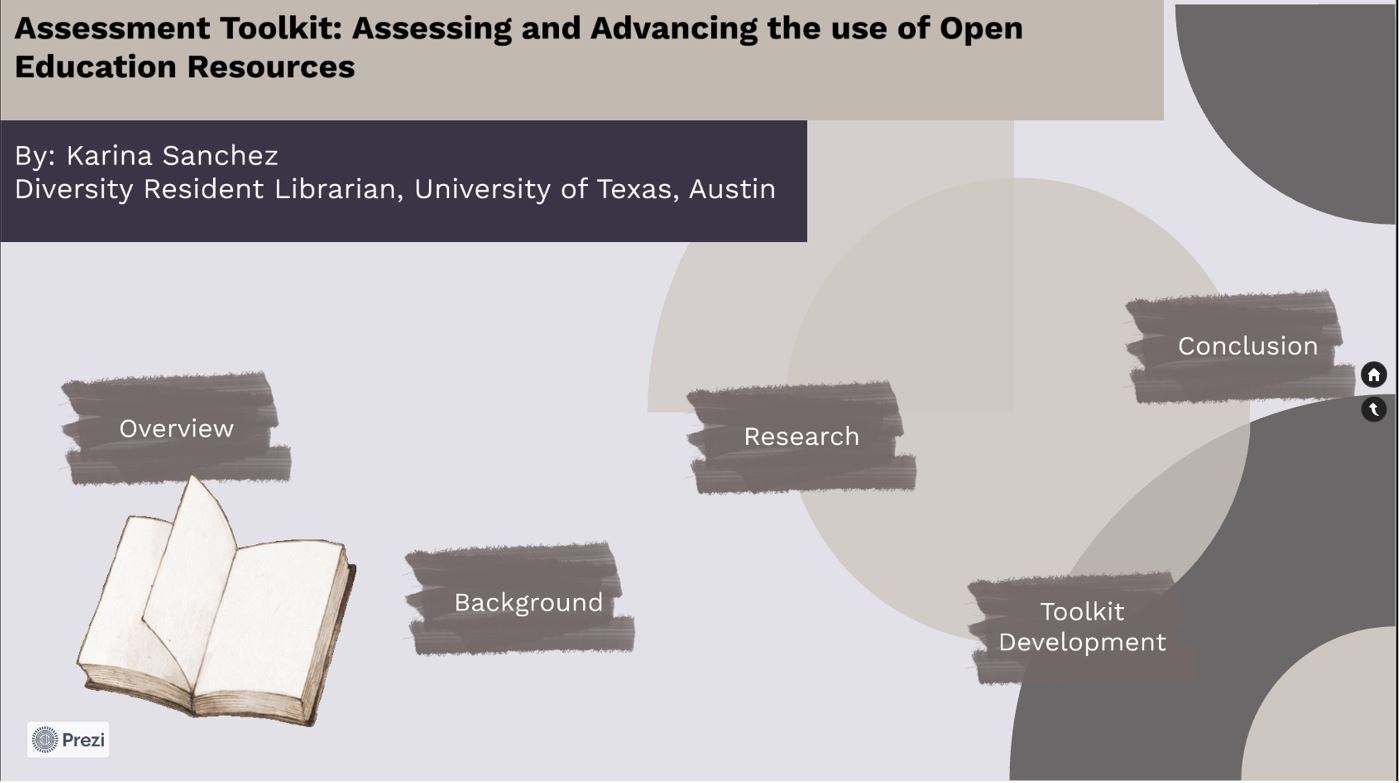 Assessment Toolkit: Assessing and Advancing the use of Open
Education Resources
By: Karina Sanchez
Diversity Resident Librarian, University of Texas, Austin
Overview
Background
Research
Toolkit
Development
Conclusion
Prezi